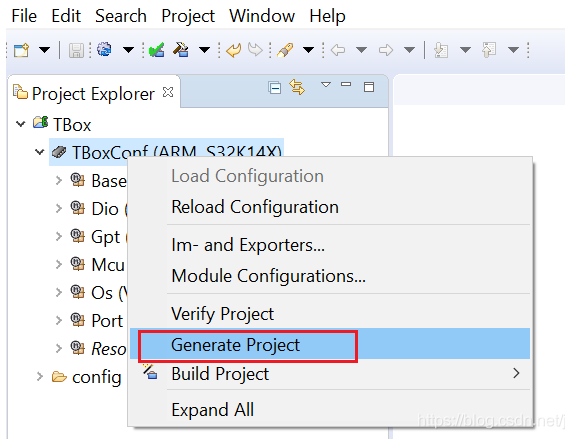 File Edit Search Project Window Help
Project Explorer
TBox
TBoxConf (ARM, S32K14X)
Load Configuration
Base
Reload Configuration
Dio (
Gpt (
Im- and Exporters...
Mcu
Module Configurations...
Os (V
Port
Verify Project
Reso
Generate Project
config
Build Project
Expand All
https://blog.csdn.net/j